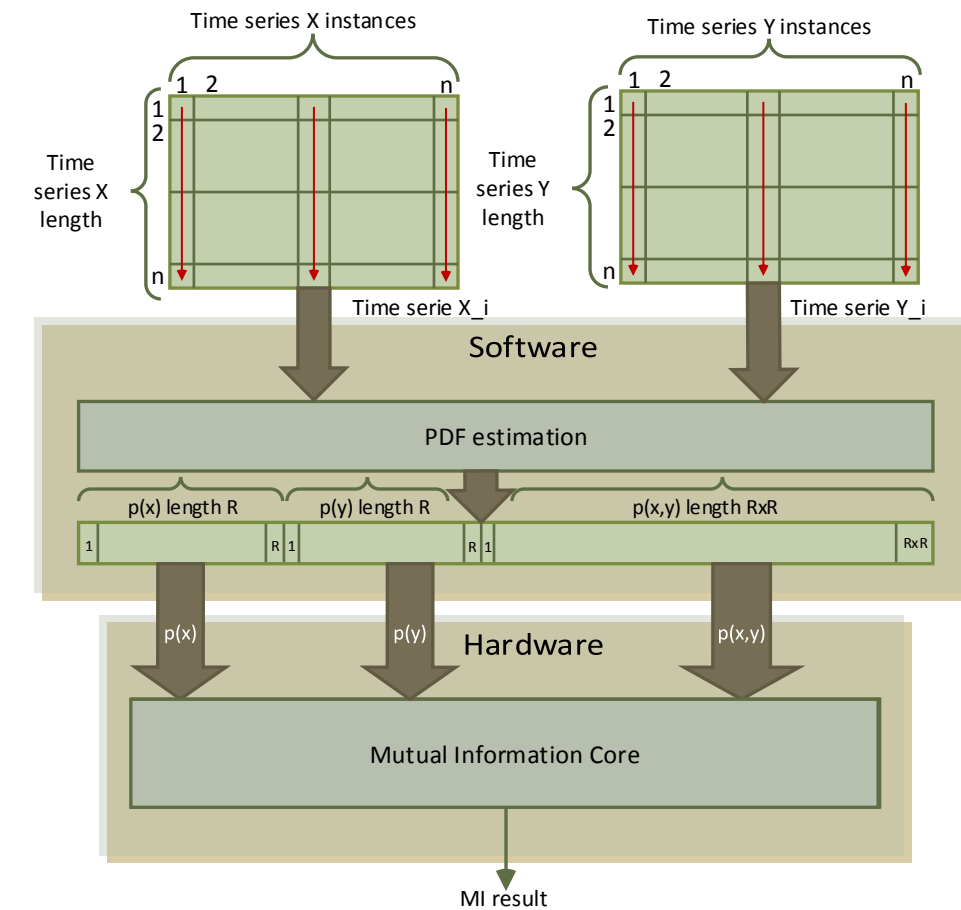 Time series X instances
Time series Y instances
1 2 n
1 2 n
1
2
Time
series X
length
n
1
2
Time
series Y
length
n
Time serie X_i
Time serie Y_i
Software
PDF estimation
p(x) length R
p(y) length R
p(x,y) length RxR
1 R 1 R 1 RxR
p(x)
p(y)
p(x,y)
Hardware
Mutual Information Core
MI result